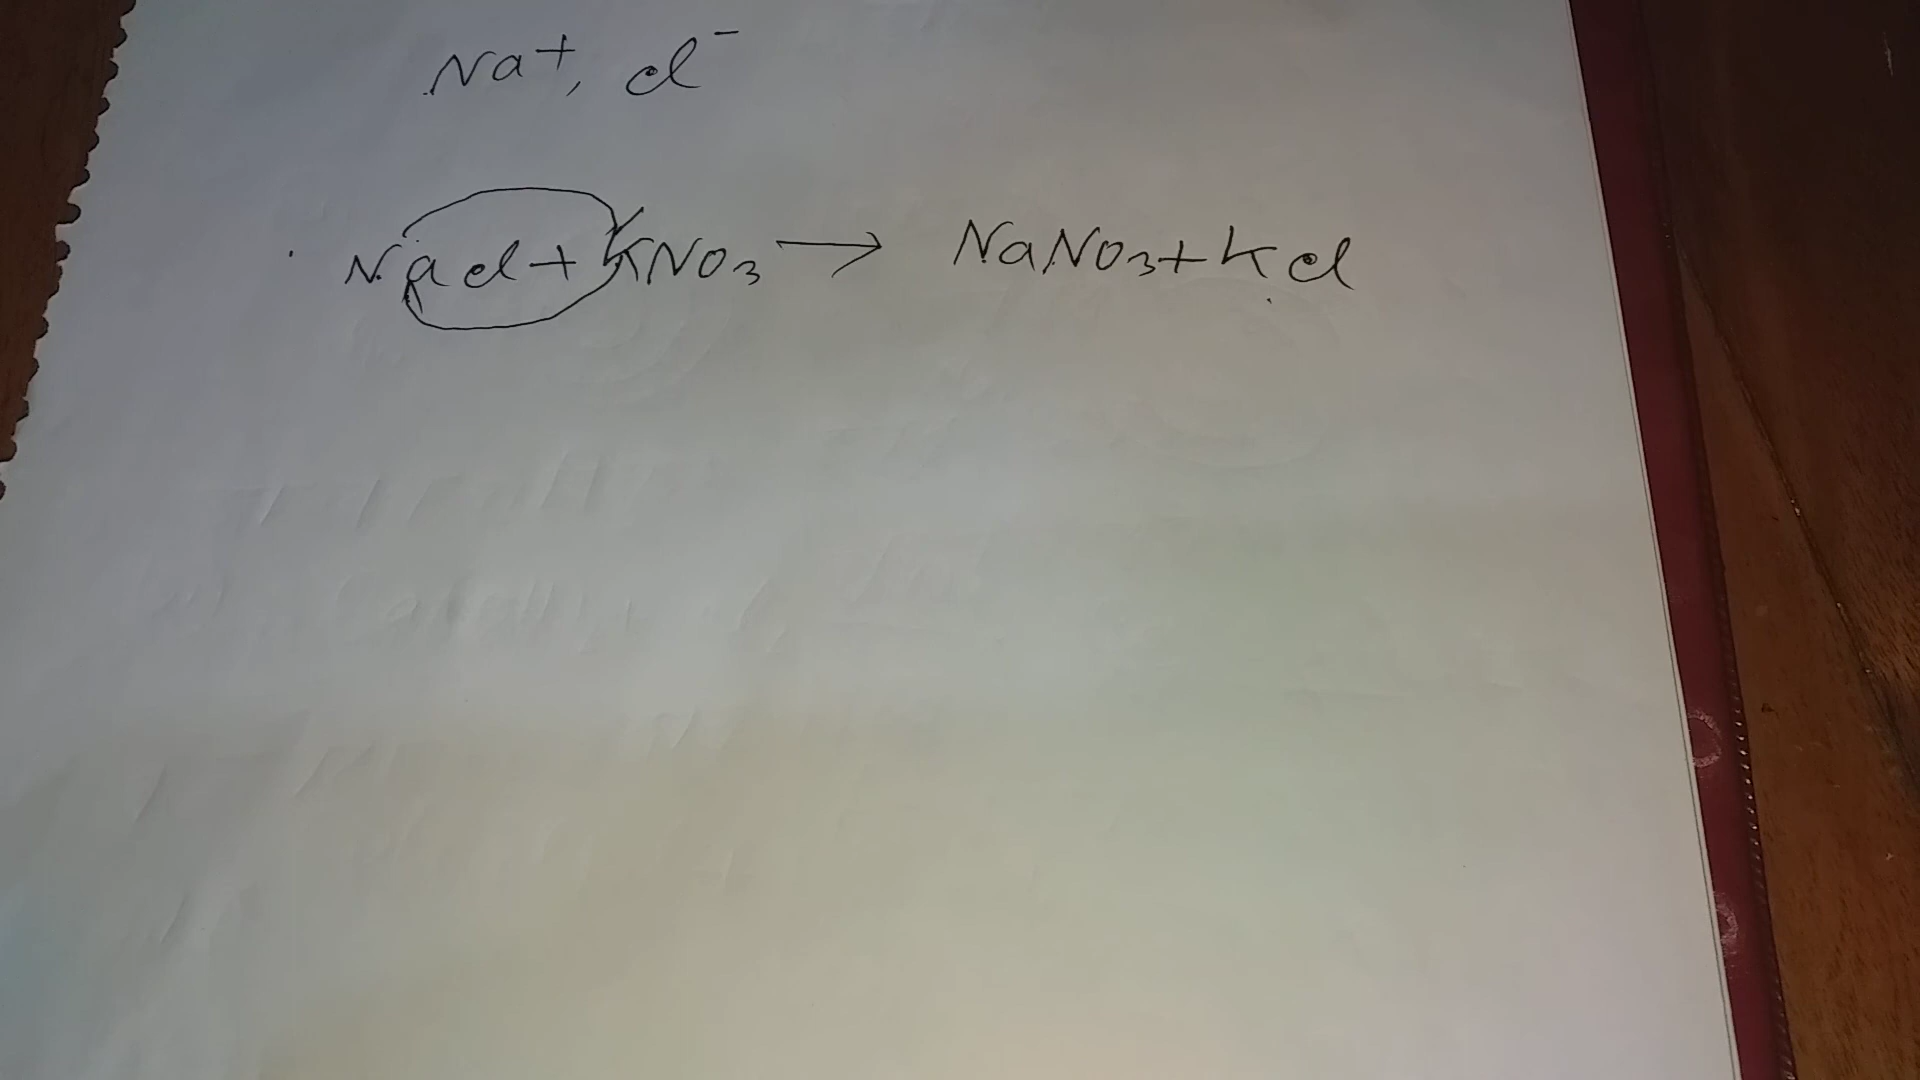 Na⁺, Cl⁻
NaCl + KNO₃ → NaNO₃ + KCl